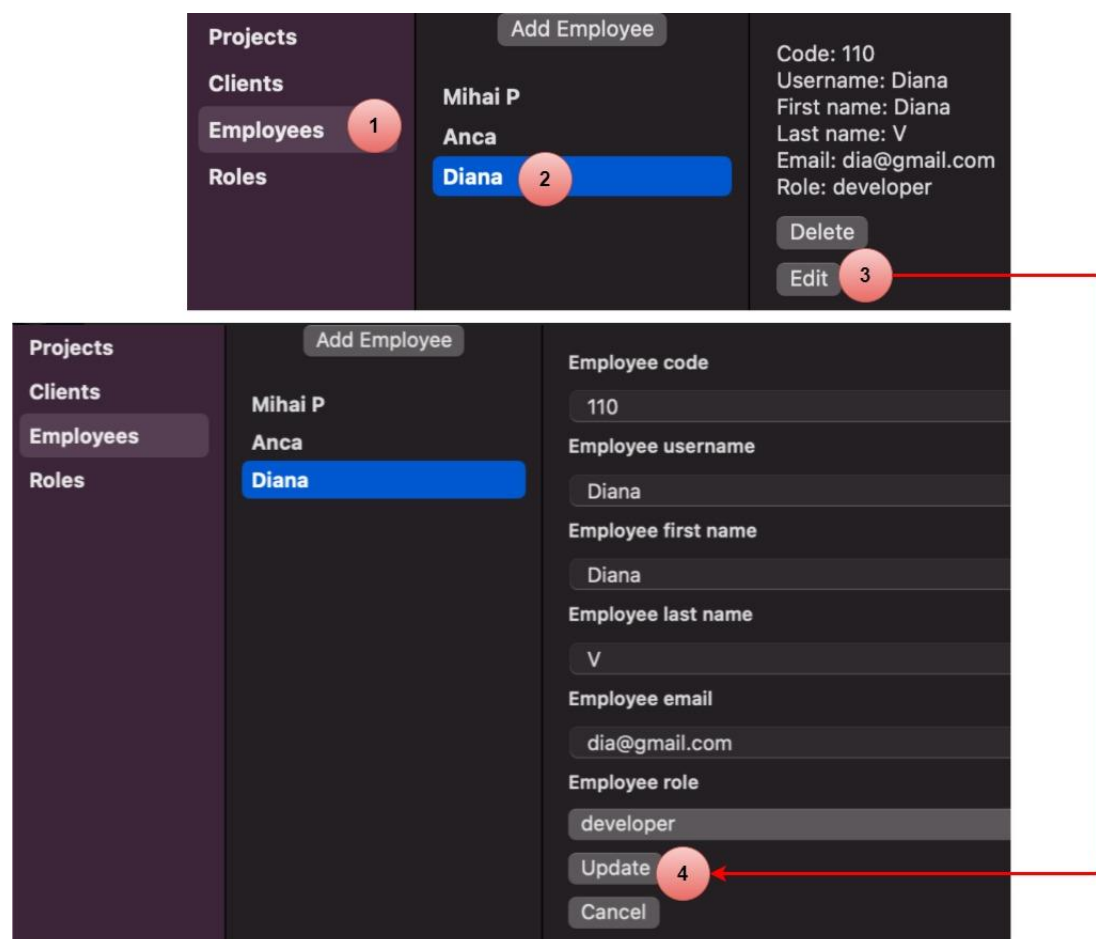 Projects
Clients
Employees
1
Roles
Add Employee
Mihai P
Anca
Diana
2
Code: 110
Username: Diana
First name: Diana
Last name: V
Email: dia@gmail.com
Role: developer
Delete
Edit
3
Projects
Clients
Employees
Roles
Add Employee
Mihai P
Anca
Diana
Employee code
110
Employee username
Diana
Employee first name
Diana
Employee last name
V
Employee email
dia@gmail.com
Employee role
developer
Update
4
Cancel